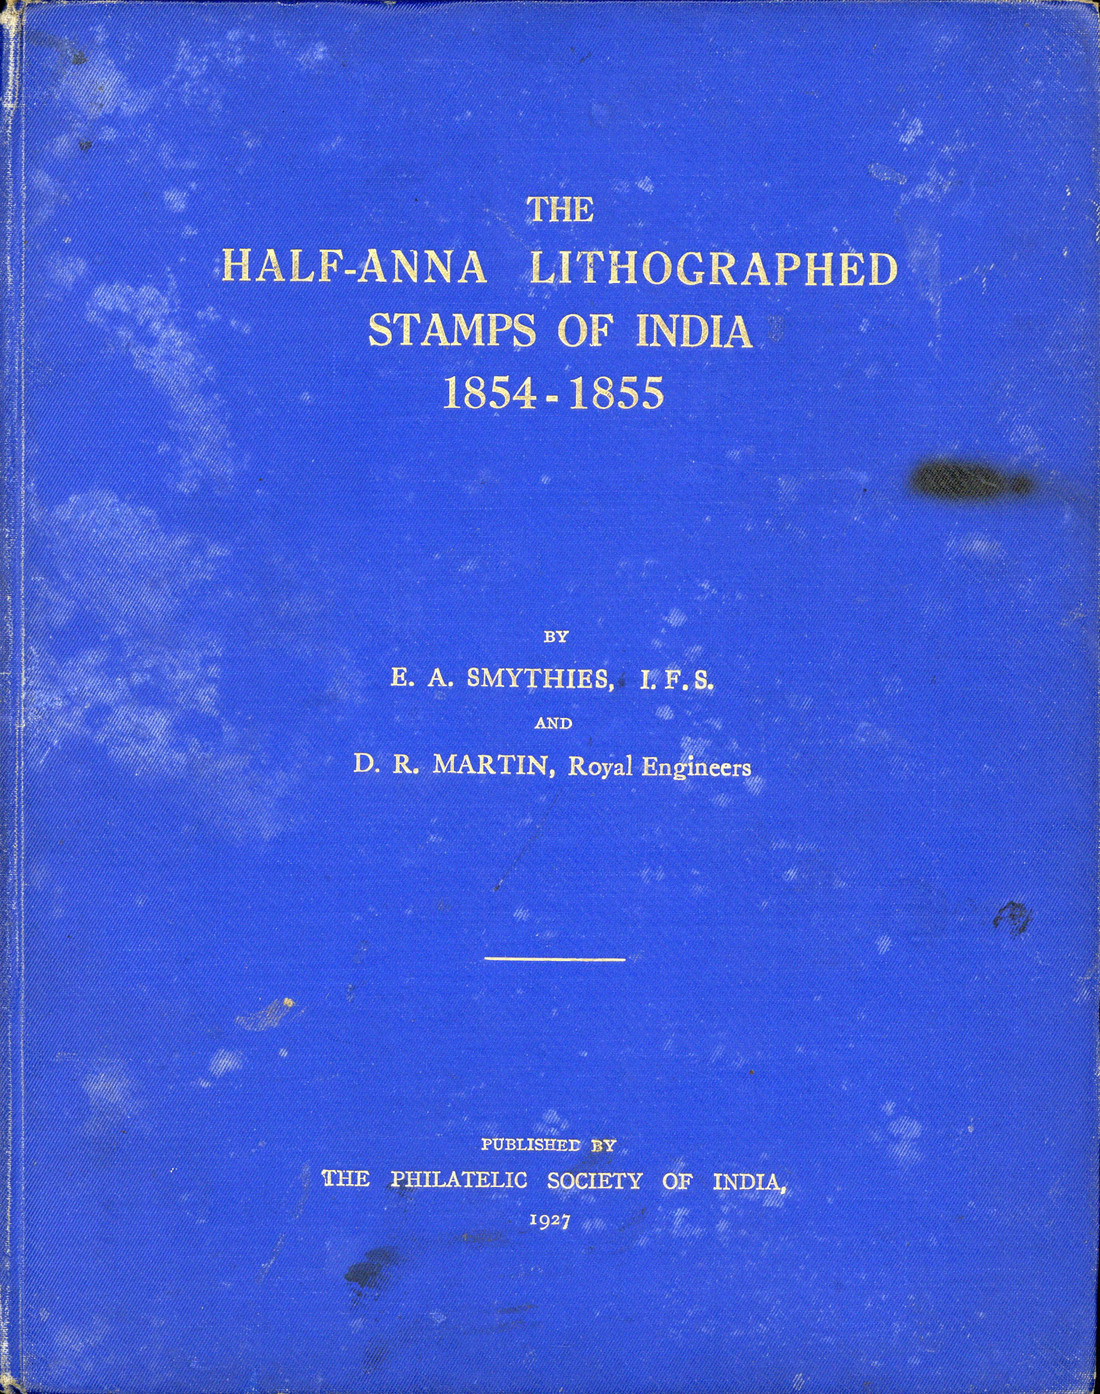 THE
HALF-ANNA LITHOGRAPHED
STAMPS OF INDIA
1854-1855
BY
E. A. SMYTHIES, I. F. S.
AND
D. R. MARTIN, Royal Engineers
PUBLISHED BY
THE PHILATELIC SOCIETY OF INDIA,
1927